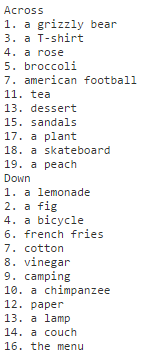 Across
1. a grizzly bear
3. a T-shirt
4. a rose
5. broccoli
7. american football
11. tea
13. dessert
15. sandals
17. a plant
18. a skateboard
19. a peach
Down
1. a lemonade
2. a fig
4. a bicycle
6. french fries
7. cotton
8. vinegar
9. camping
10. a chimpanzee
12. paper
13. a lamp
14. a couch
16. the menu